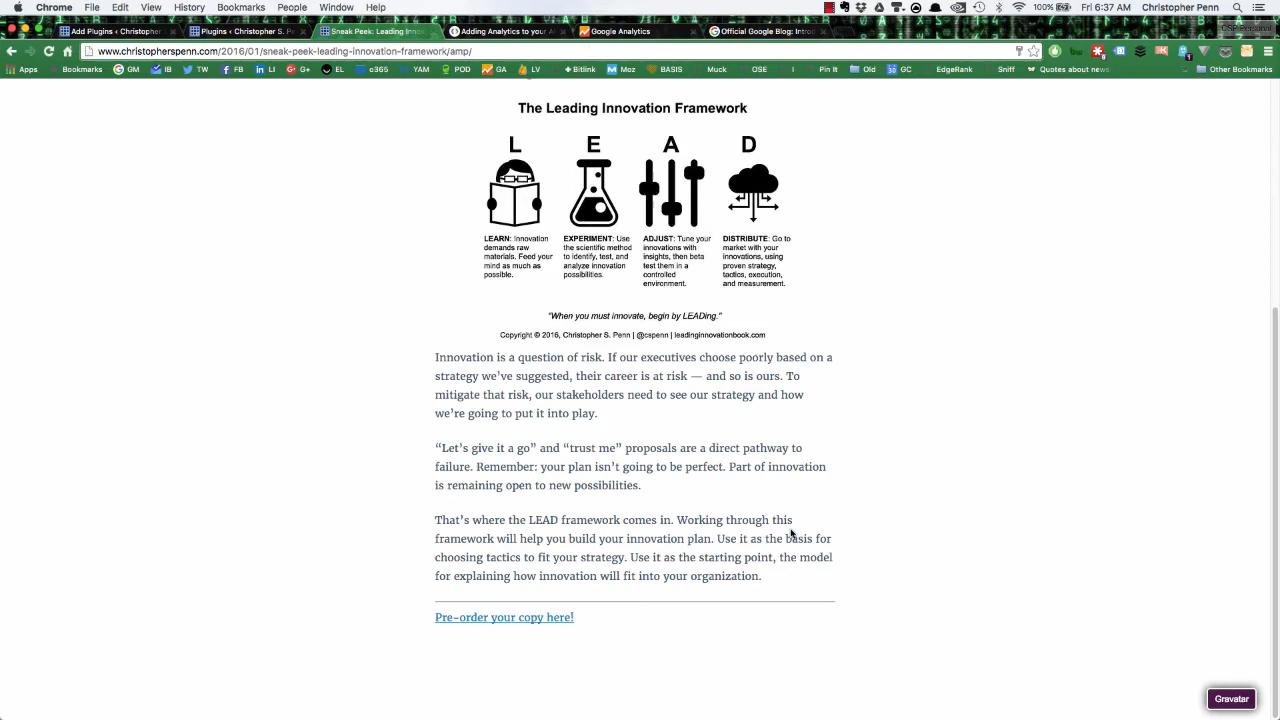 Chrome File Edit View History Bookmarks People Window Help 100% Fri 6:37 AM Christopher Penn
Add Plugins ‹ Christopher Plugins ‹ Christopher S. P Sneak Peek: Leading Innov Adding Analytics to your A Google Analytics Official Google Blog: Introd CSP Personal
www.christopherspenn.com/2016/01/sneak-peek-leading-innovation-framework/amp/
Apps Bookmarks GM IB TW FB LI G+ EL o365 YAM POD GA LV Bitlink Moz BASIS Muck OSE I Pin It Old GC EdgeRank Sniff Quotes about news Other Bookmarks
The Leading Innovation Framework
L E A D
LEARN: Innovation demands raw materials. Feed your mind as much as possible.
EXPERIMENT: Use the scientific method to identify, test, and analyze innovation possibilities.
ADJUST: Tune your innovations with insights, then beta test them in a controlled environment.
DISTRIBUTE: Go to market with your innovations, using proven strategy, tactics, execution, and measurement.
"When you must innovate, begin by LEADing."
Copyright © 2016, Christopher S. Penn | @cspenn | leadinginnovationbook.com
Innovation is a question of risk. If our executives choose poorly based on a
strategy we’ve suggested, their career is at risk — and so is ours. To
mitigate that risk, our stakeholders need to see our strategy and how
we’re going to put it into play.
“Let’s give it a go” and “trust me” proposals are a direct pathway to
failure. Remember: your plan isn’t going to be perfect. Part of innovation
is remaining open to new possibilities.
That’s where the LEAD framework comes in. Working through this
framework will help you build your innovation plan. Use it as the basis for
choosing tactics to fit your strategy. Use it as the starting point, the model
for explaining how innovation will fit into your organization.
Pre-order your copy here!
Gravatar